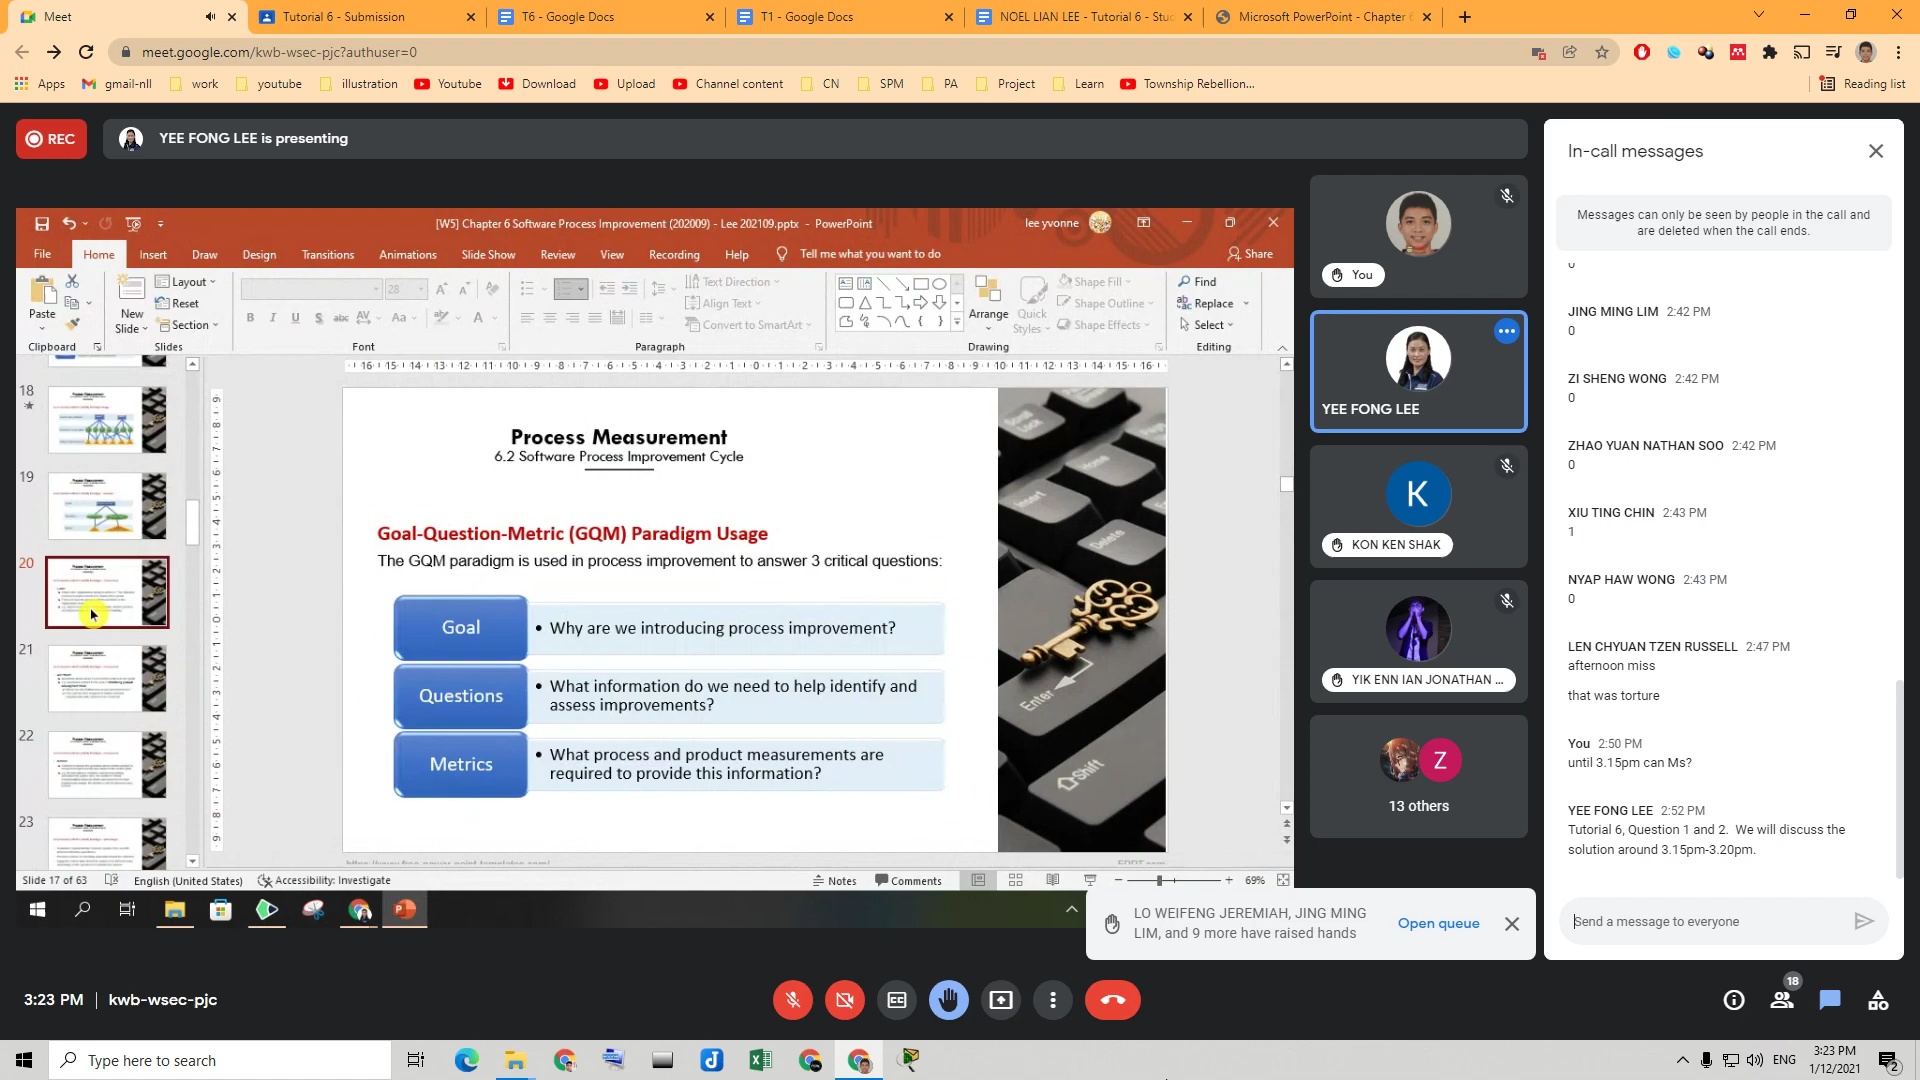 Meet
Tutorial 6 - Submission
T6 - Google Docs
T1 - Google Docs
NOEL LIAN LEE - Tutorial 6 - Stud
Microsoft PowerPoint - Chapter 6
meet.google.com/kwb-wsec-pjc?authuser=0
Apps
gmail-nll
work
youtube
illustration
Youtube
Download
Upload
Channel content
CN
SPM
PA
Project
Learn
Township Rebellion...
Reading list
REC
YEE FONG LEE is presenting
[W5] Chapter 6 Software Process Improvement (202009) - Lee 202109.pptx - PowerPoint
lee yvonne
File
Home
Insert
Draw
Design
Transitions
Animations
Slide Show
Review
View
Recording
Help
Tell me what you want to do
Share
Paste
New
Slide
Layout
Reset
Section
28
Text Direction
Align Text
Convert to SmartArt
Arrange
Quick
Styles
Shape Fill
Shape Outline
Shape Effects
Find
Replace
Select
Clipboard
Slides
Font
Paragraph
Drawing
Editing
18
19
20
21
22
23
Process Measurement
6.2 Software Process Improvement Cycle
Goal-Question-Metric (GQM) Paradigm Usage
The GQM paradigm is used in process improvement to answer 3 critical questions:
Goal
• Why are we introducing process improvement?
Questions
• What information do we need to help identify and
assess improvements?
Metrics
• What process and product measurements are
required to provide this information?
Home
Delete
Enter
Shift
Slide 17 of 63
English (United States)
Accessibility: Investigate
Notes
Comments
69%
You
YEE FONG LEE
K
KON KEN SHAK
YIK ENN IAN JONATHAN ...
Z
13 others
LO WEIFENG JEREMIAH, JING MING
LIM, and 9 more have raised hands
Open queue
In-call messages
Messages can only be seen by people in the call and
are deleted when the call ends.
0
JING MING LIM 2:42 PM
0
ZI SHENG WONG 2:42 PM
0
ZHAO YUAN NATHAN SOO 2:42 PM
0
XIU TING CHIN 2:43 PM
1
NYAP HAW WONG 2:43 PM
0
LEN CHYUAN TZEN RUSSELL 2:47 PM
afternoon miss
that was torture
You 2:50 PM
until 3.15pm can Ms?
YEE FONG LEE 2:52 PM
Tutorial 6, Question 1 and 2. We will discuss the
solution around 3.15pm-3.20pm.
Send a message to everyone
3:23 PM | kwb-wsec-pjc
18
Type here to search
ENG
3:23 PM
1/12/2021
2